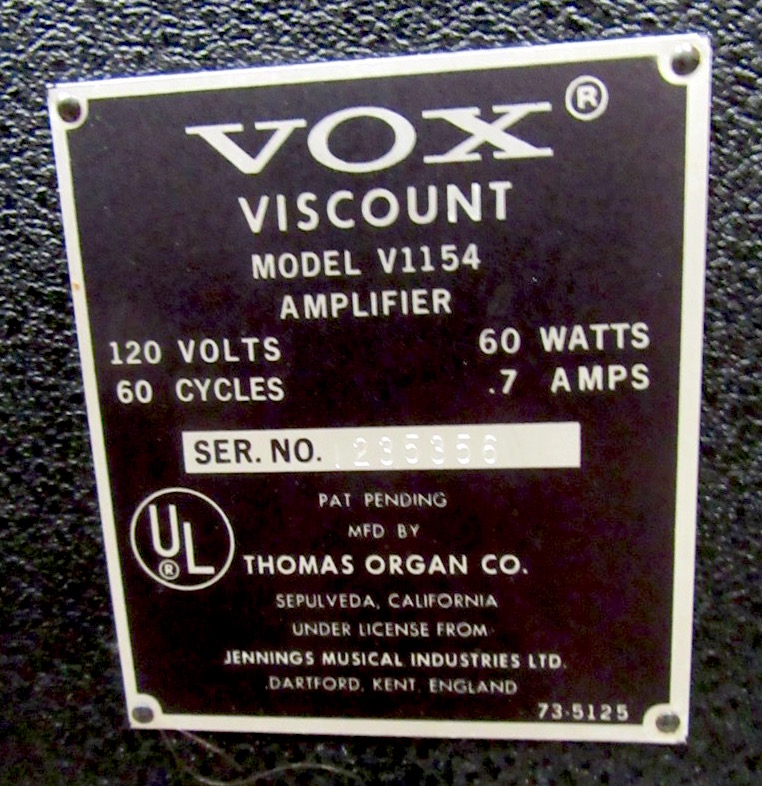 VOX ®
VISCOUNT
MODEL V1154
AMPLIFIER
120 VOLTS 60 WATTS
60 CYCLES .7 AMPS
SER. NO. 1235356
PAT PENDING
MFD BY
UL ®
THOMAS ORGAN CO.
SEPULVEDA, CALIFORNIA
UNDER LICENSE FROM
JENNINGS MUSICAL INDUSTRIES LTD.
DARTFORD, KENT, ENGLAND
73-5125